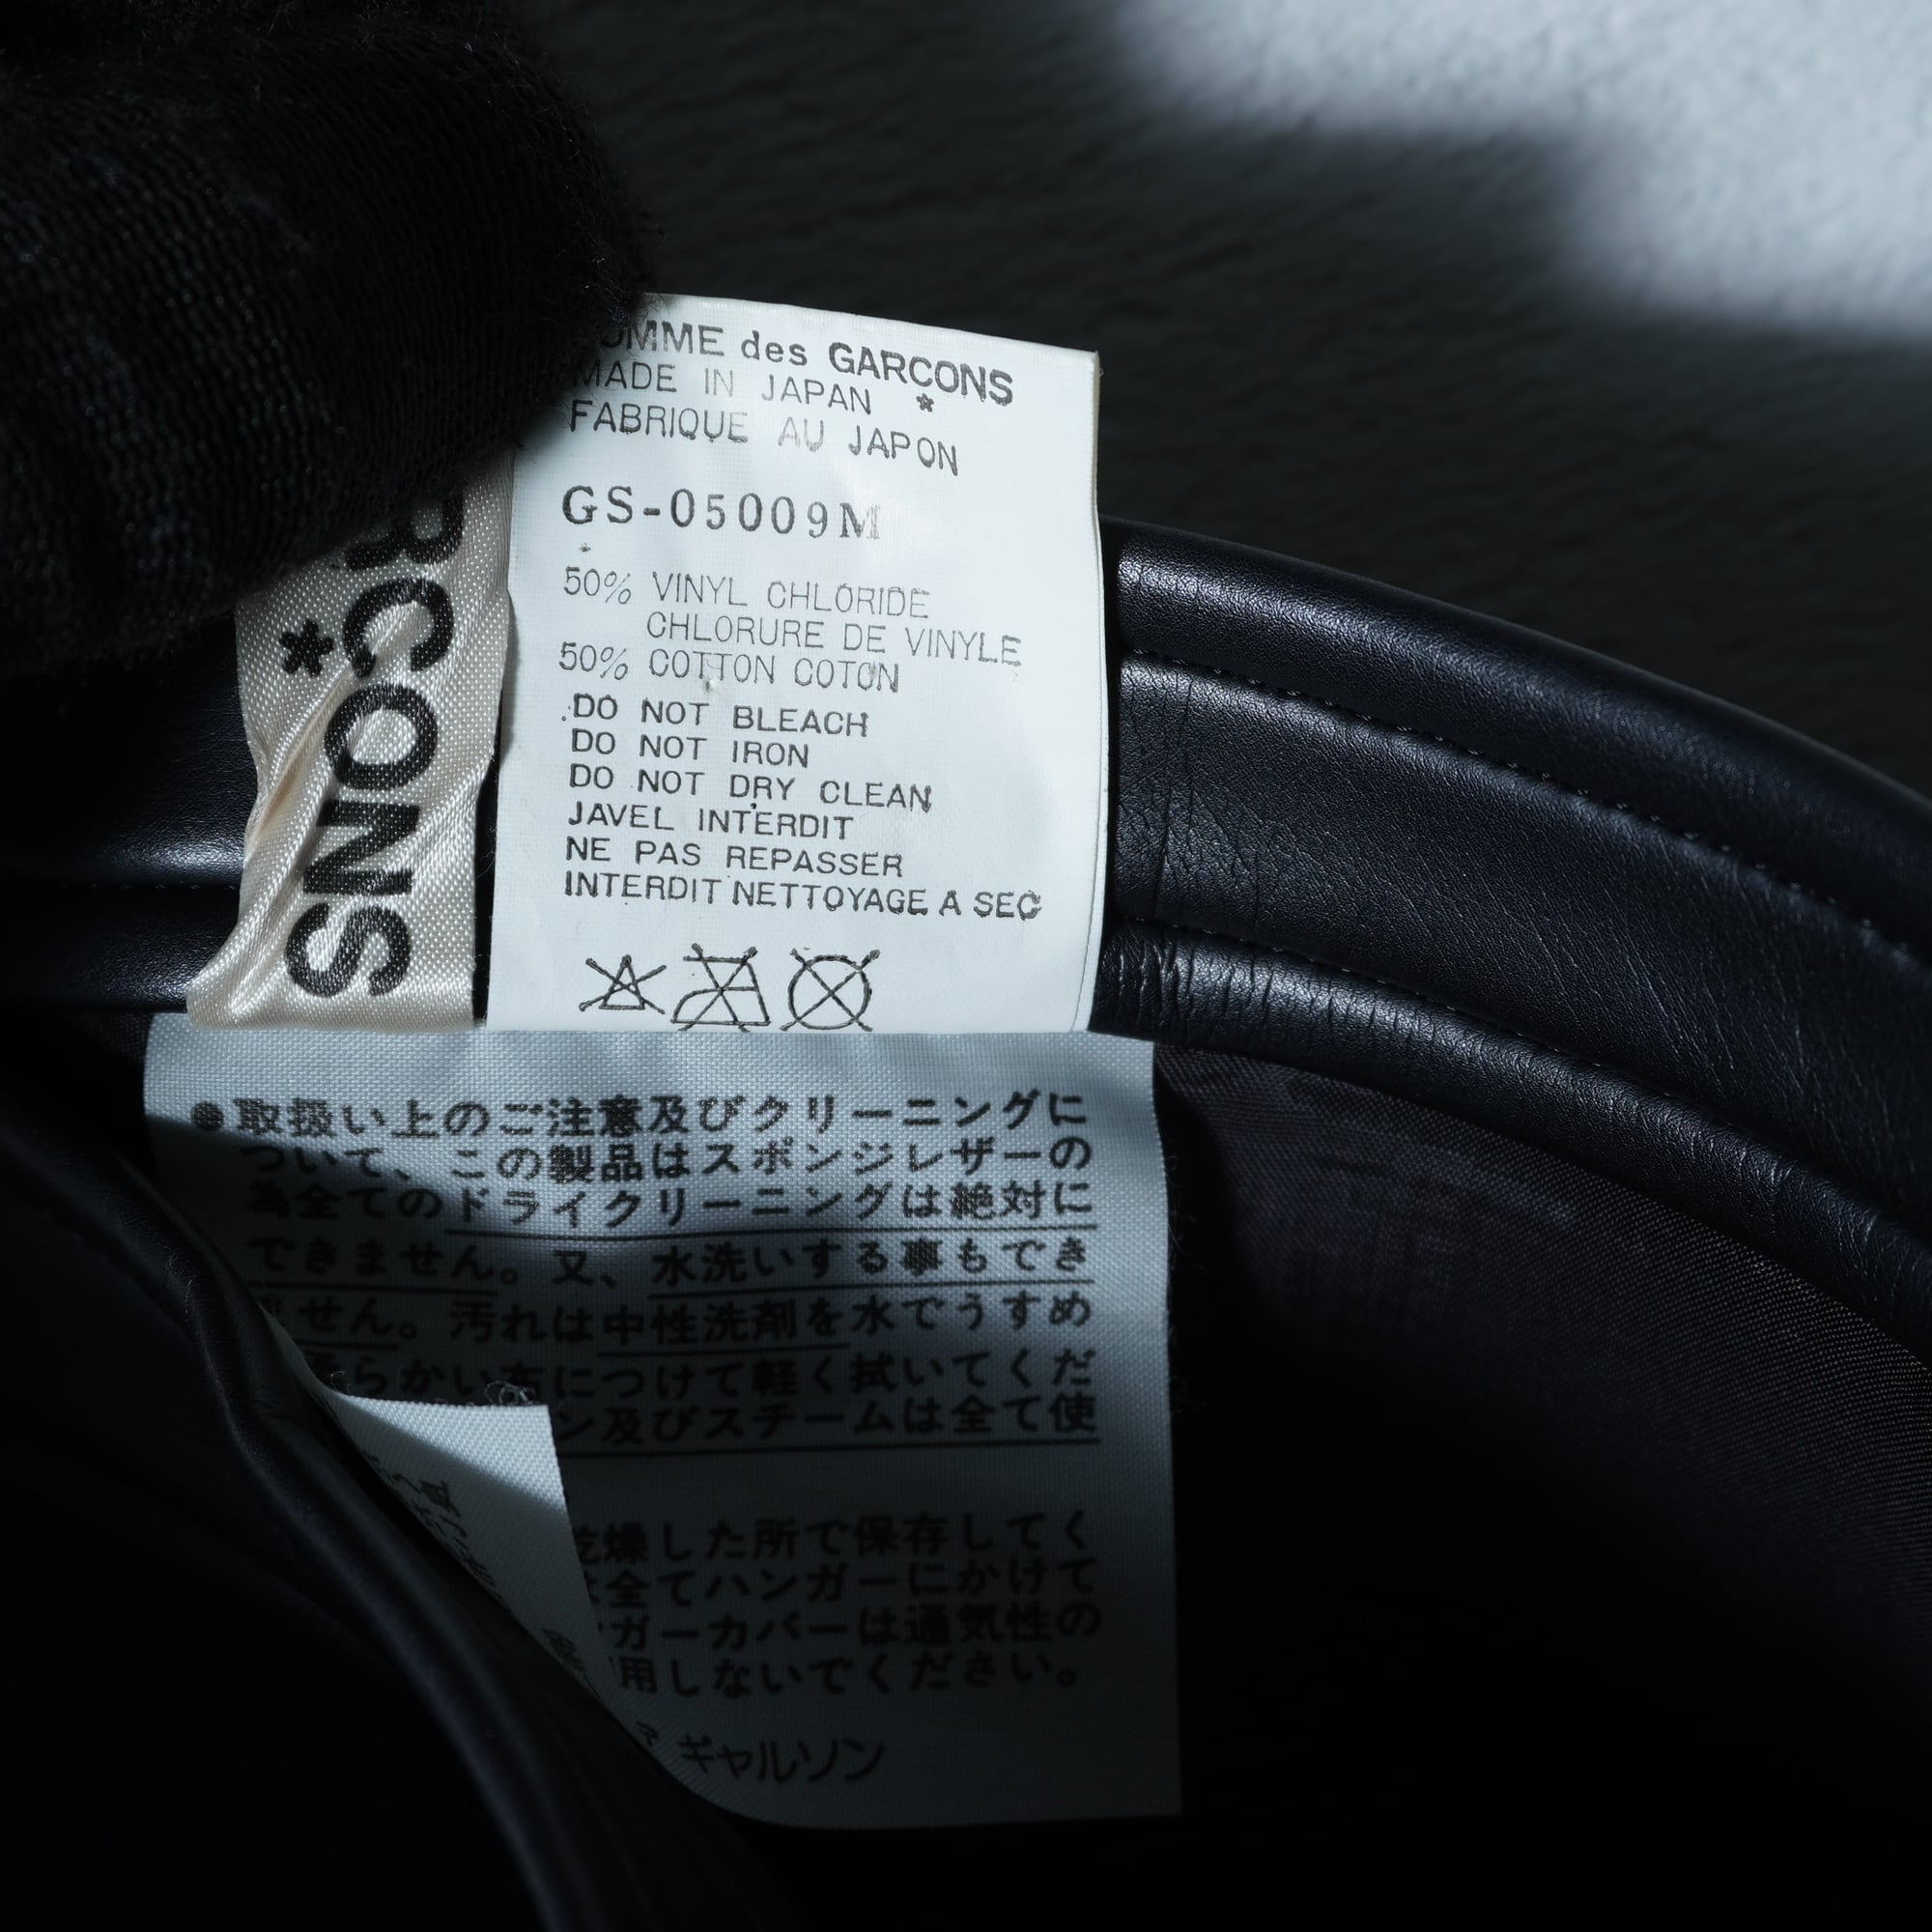 des GARCONS
MADE IN JAPAN *
FABRIQUE AU JAPON
GS-05009M
50% VINYL CHLORIDE
CHLORURE DE VINYLE
50% COTTON COTON
DO NOT BLEACH
DO NOT IRON
DO NOT DRY CLEAN
JAVEL INTERDIT
NE PAS REPASSER
INTERDIT NETTOYAGE A SEC
CONS
*
●取扱い上のご注意及びクリーニングに
ついて、この製品はスポンジレザーの
為全てのドライクリーニングは絶対に
できません。又、水洗いする事もでき
せん。汚れは中性洗剤を水でうすめ
らかい布につけて軽く拭いてくだ
ン及びスチームは全て使
乾燥した所で保存してく
は全てハンガーにかけて
ガーカバーは通気性の
用しないでください。
ギャルソン